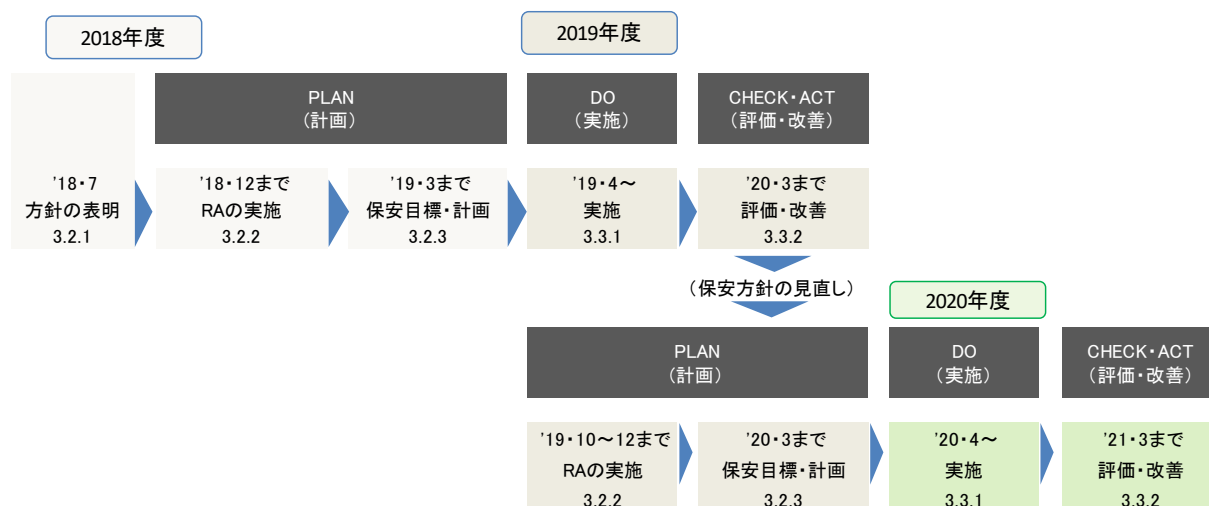 2018年度
2019年度
PLAN
（計画）
DO
（実施）
CHECK・ACT
（評価・改善）
'18・7
方針の表明
3.2.1
'18・12まで
RAの実施
3.2.2
'19・3まで
保安目標・計画
3.2.3
'19・4～
実施
3.3.1
'20・3まで
評価・改善
3.3.2
（保安方針の見直し）
2020年度
PLAN
（計画）
DO
（実施）
CHECK・ACT
（評価・改善）
'19・10～12まで
RAの実施
3.2.2
'20・3まで
保安目標・計画
3.2.3
'20・4～
実施
3.3.1
'21・3まで
評価・改善
3.3.2